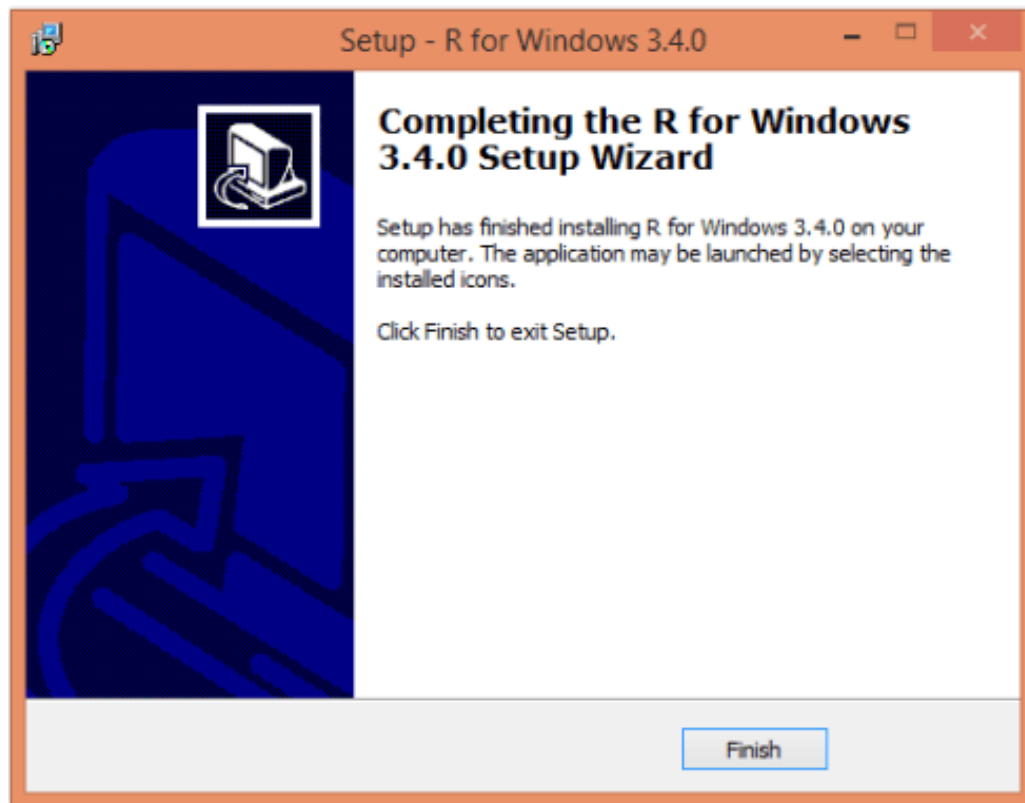 Setup - R for Windows 3.4.0
Completing the R for Windows
3.4.0 Setup Wizard
Setup has finished installing R for Windows 3.4.0 on your
computer. The application may be launched by selecting the
installed icons.
Click Finish to exit Setup.
Finish